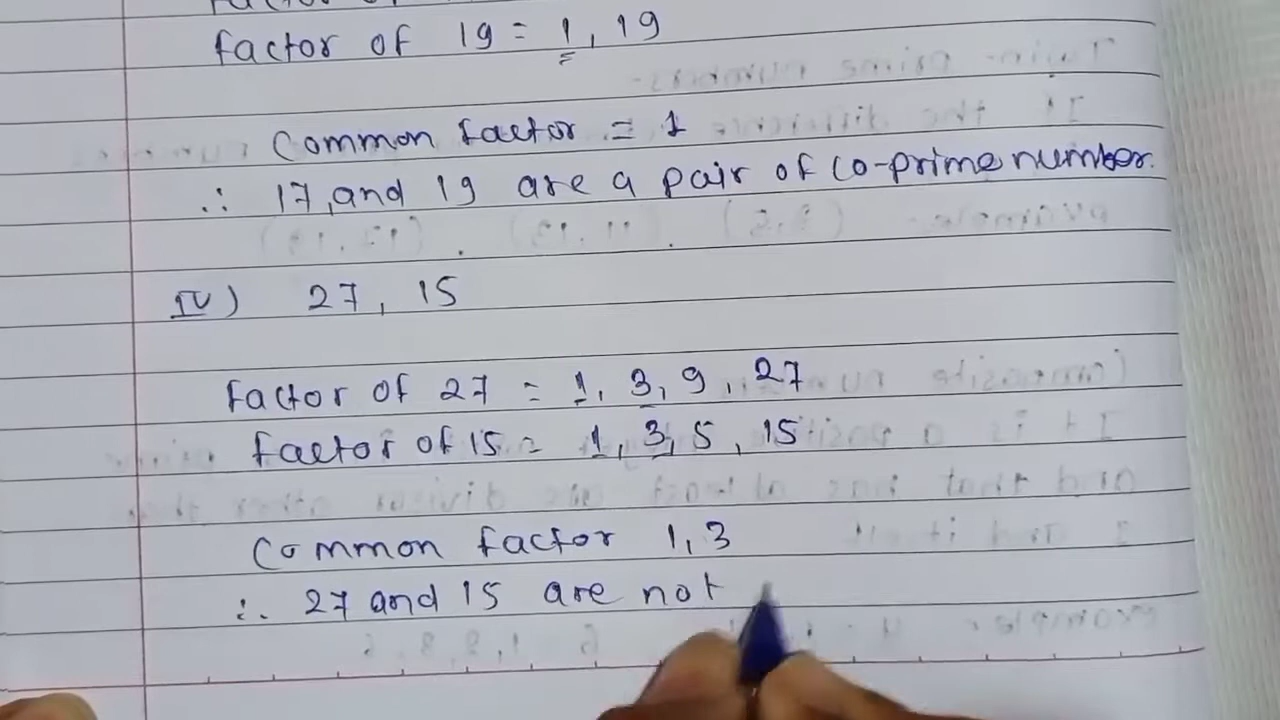 factor of
factor of 19 = 1, 19
Common factor = 1
∴ 17, and 19 are a pair of co-prime number.
IV) 27, 15
factor of 27 = 1, 3, 9, 27
factor of 15 = 1, 3, 5, 15
Common factor 1, 3
∴ 27 and 15 are not